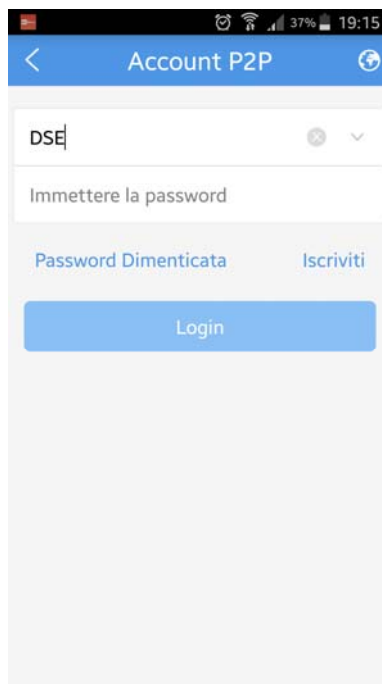 37% 19:15
Account P2P
DSE
Immettere la password
Password Dimenticata Iscriviti
Login